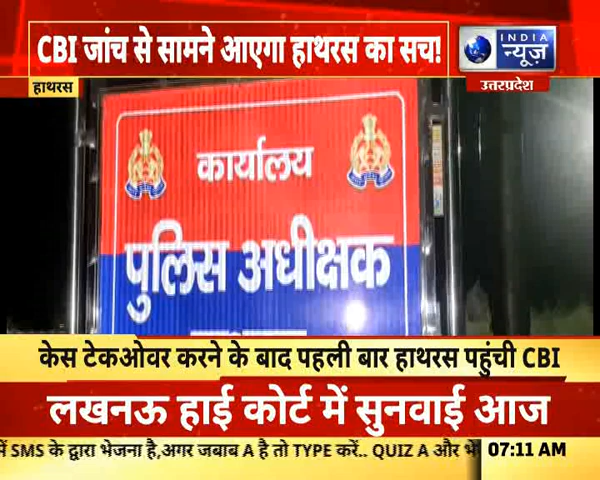 CBI जांच से सामने आएगा हाथरस का सच!
INDIA
न्यूज़
उत्तरप्रदेश
हाथरस
कार्यालय
पुलिस अधीक्षक
केस टेकओवर करने के बाद पहली बार हाथरस पहुंची CBI
लखनऊ हाई कोर्ट में सुनवाई आज
में SMS के द्वारा भेजना है,अगर जबाब A है तो TYPE करें.. QUIZ A और
07:11 AM